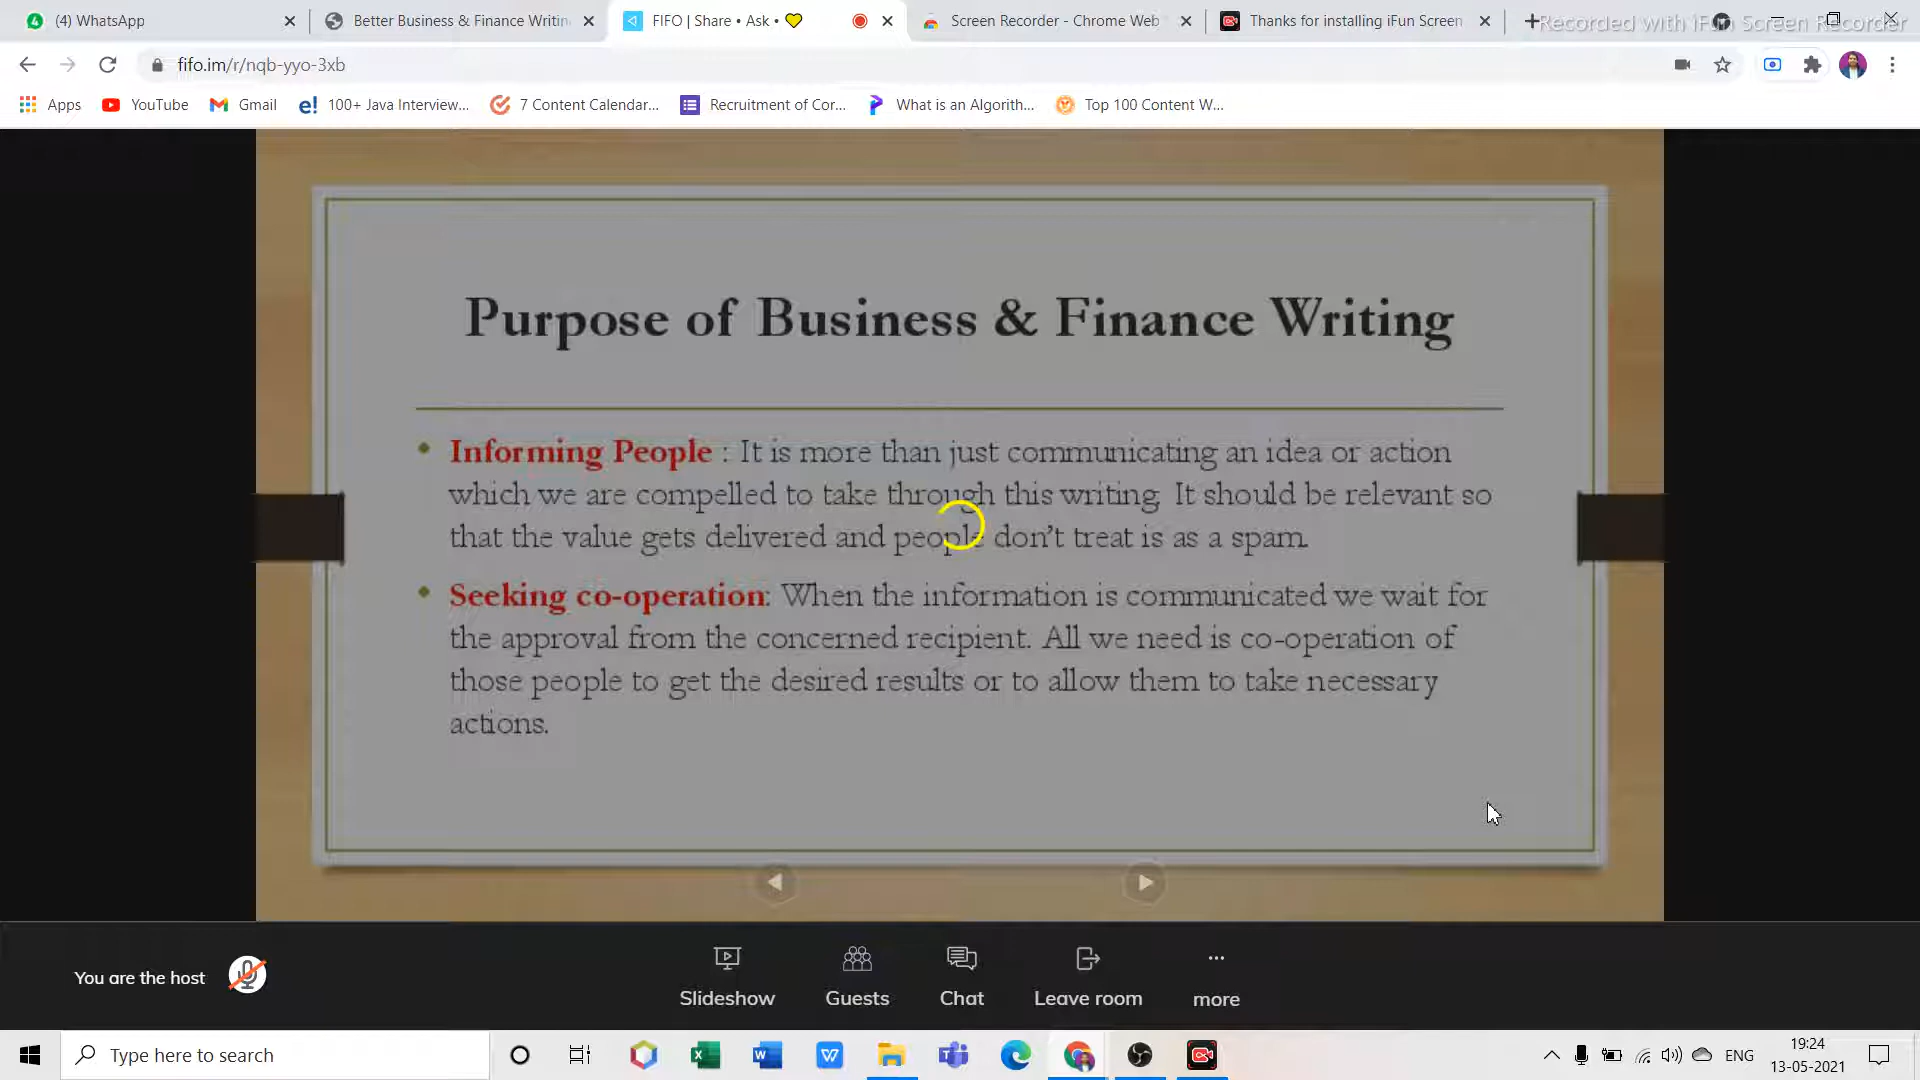 (4) WhatsApp
Better Business & Finance Writin
FIFO | Share • Ask • 💛
Screen Recorder - Chrome Web
Thanks for installing iFun Screen
Recorded with iFun Screen Recorder
fifo.im/r/nqb-yyo-3xb
Apps
YouTube
Gmail
100+ Java Interview...
7 Content Calendar...
Recruitment of Cor...
What is an Algorith...
Top 100 Content W...
Purpose of Business & Finance Writing
• Informing People : It is more than just communicating an idea or action
which we are compelled to take through this writing. It should be relevant so
that the value gets delivered and people don't treat is as a spam.
• Seeking co-operation: When the information is communicated we wait for
the approval from the concerned recipient. All we need is co-operation of
those people to get the desired results or to allow them to take necessary
actions.
You are the host
Slideshow
Guests
Chat
Leave room
more
Type here to search
ENG
19:24
13-05-2021